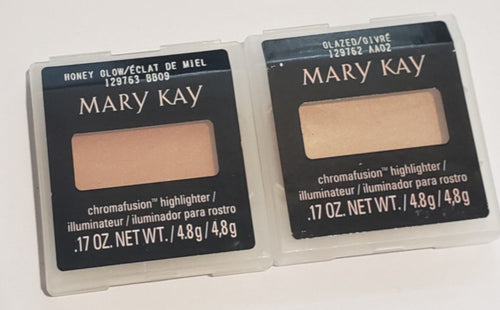 HONEY GLOW/ÉCLAT DE MIEL
129763 BB09
MARY KAY
chromafusion™ highlighter /
illuminateur / iluminador para rostro
.17 OZ. NET WT. / 4.8g / 4,8g
GLAZED/GIVRÉ
129762 AA02
MARY KAY
chromafusion™ highlighter /
illuminateur / iluminador para rostro
.17 OZ. NET WT. / 4.8g / 4,8g